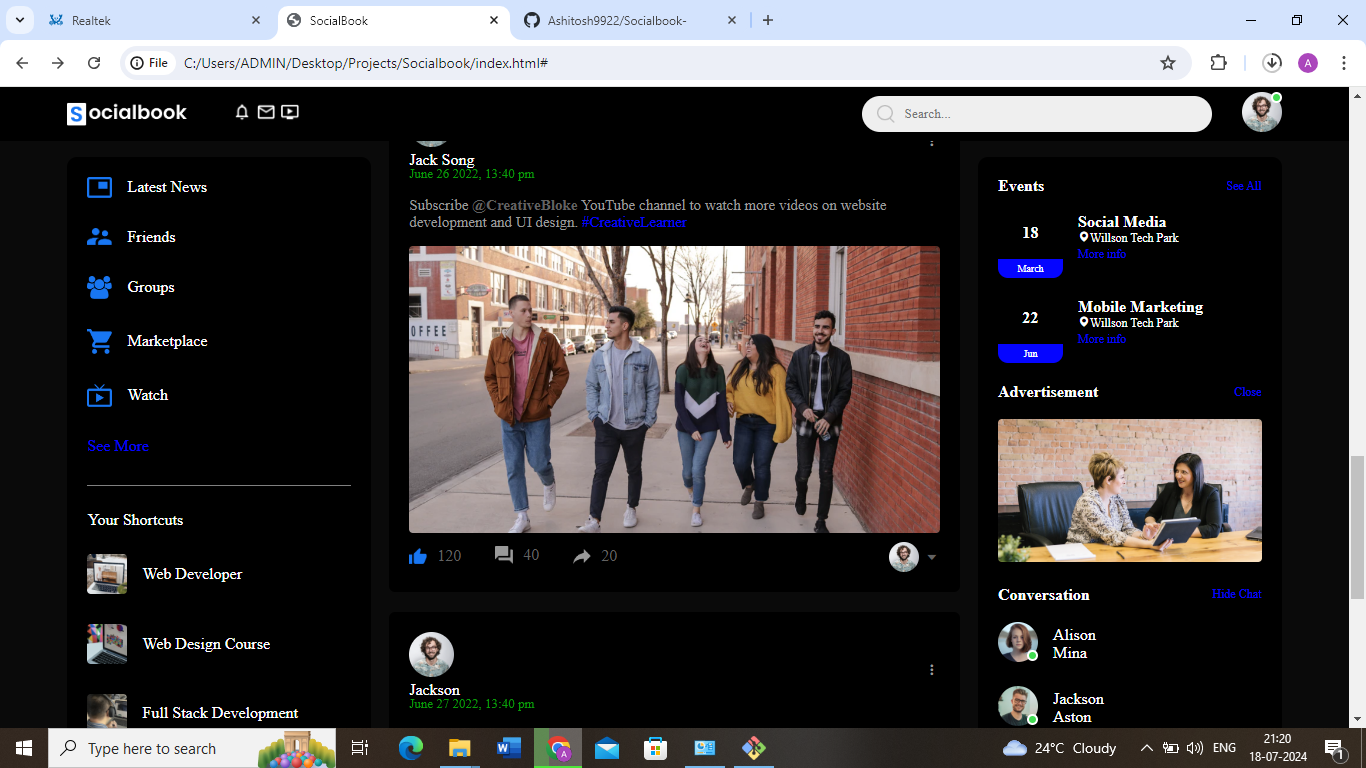 Realtek
SocialBook
Ashitosh9922/Socialbook-
File
C:/Users/ADMIN/Desktop/Projects/Socialbook/index.html#
A
Socialbook
Search...
Latest News
Friends
Groups
Marketplace
Watch
See More
Your Shortcuts
Web Developer
Web Design Course
Full Stack Development
Jack Song
June 26 2022, 13:40 pm
Subscribe @CreativeBloke YouTube channel to watch more videos on website
development and UI design. #CreativeLearner
COFFEE
120
40
20
Jackson
June 27 2022, 13:40 pm
Events
See All
18
March
Social Media
Willson Tech Park
More info
22
Jun
Mobile Marketing
Willson Tech Park
More info
Advertisement
Close
Conversation
Hide Chat
Alison
Mina
Jackson
Aston
Type here to search
A
24°C Cloudy
ENG
21:20
18-07-2024
1